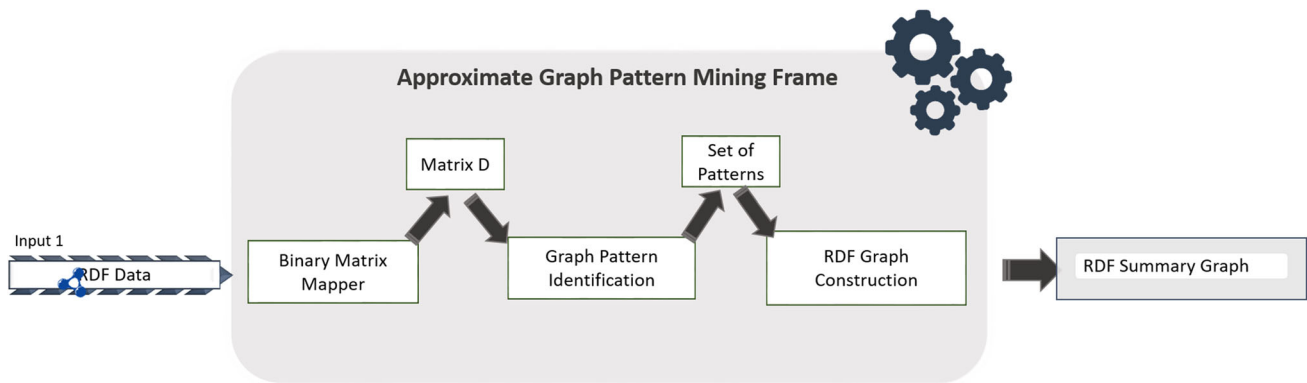 Approximate Graph Pattern Mining Frame
Matrix D
Set of
Patterns
Input 1
RDF Data
Binary Matrix
Mapper
Graph Pattern
Identification
RDF Graph
Construction
RDF Summary Graph